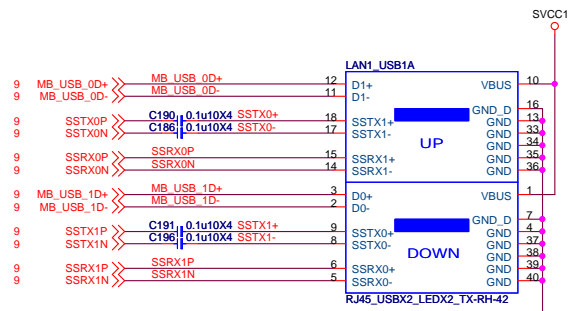 SVCC1
LAN1_USB1A
9 MB_USB_0D+ MB_USB_0D+ 12 D1+ VBUS 10
9 MB_USB_0D- MB_USB_0D- 11 D1-
GND_D 16
9 SSTX0P C190 0.1u10X4 SSTX0+ 18 SSTX1+ GND 13
9 SSTX0N C186 0.1u10X4 SSTX0- 17 SSTX1- GND 33
UP GND 34
9 SSRX0P SSRX0P 15 SSRX1+ GND 35
9 SSRX0N SSRX0N 14 SSRX1- GND 36
9 MB_USB_1D+ MB_USB_1D+ 3 D0+ VBUS 1
9 MB_USB_1D- MB_USB_1D- 2 D0-
GND_D 7
9 SSTX1P C191 0.1u10X4 SSTX1+ 9 SSTX0+ GND 4
9 SSTX1N C196 0.1u10X4 SSTX1- 8 SSTX0- GND 37
DOWN GND 38
9 SSRX1P SSRX1P 6 SSRX0+ GND 39
9 SSRX1N SSRX1N 5 SSRX0- GND 40
RJ45_USBX2_LEDX2_TX-RH-42